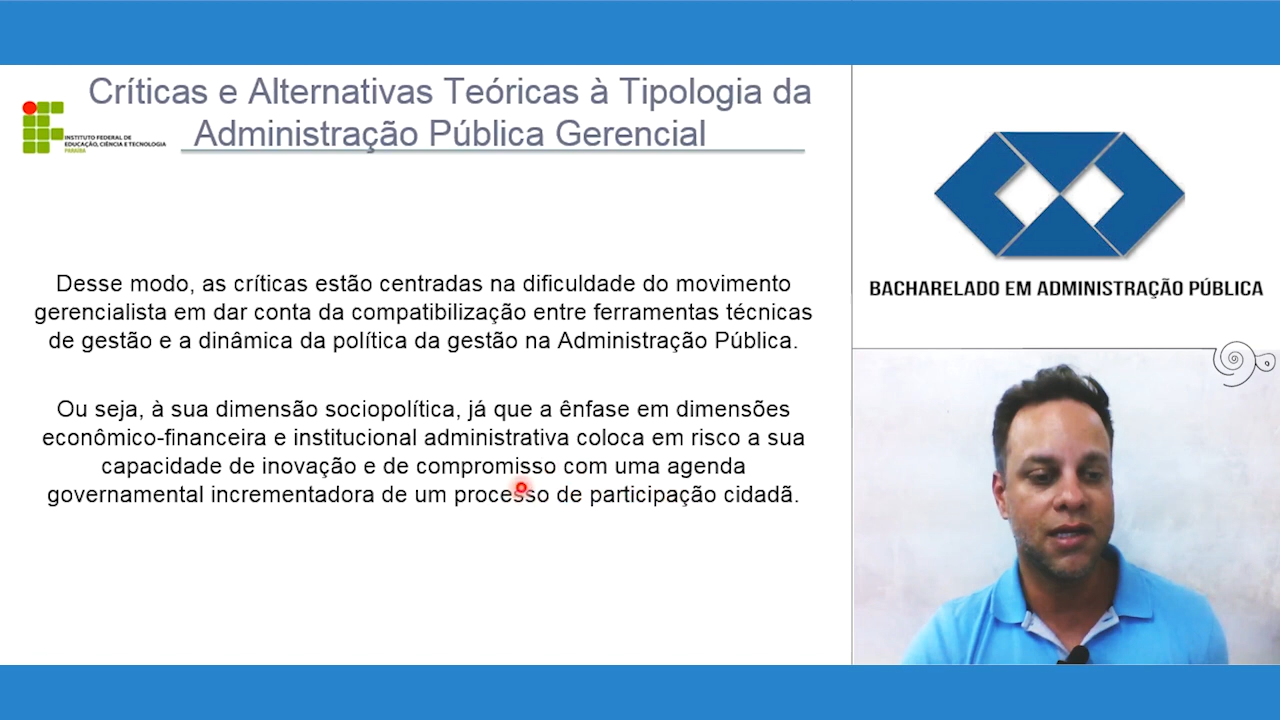 Críticas e Alternativas Teóricas à Tipologia da
Administração Pública Gerencial
INSTITUTO FEDERAL DE
EDUCAÇÃO, CIÊNCIA E TECNOLOGIA
PARAÍBA
Desse modo, as críticas estão centradas na dificuldade do movimento
gerencialista em dar conta da compatibilização entre ferramentas técnicas
de gestão e a dinâmica da política da gestão na Administração Pública.
Ou seja, à sua dimensão sociopolítica, já que a ênfase em dimensões
econômico-financeira e institucional administrativa coloca em risco a sua
capacidade de inovação e de compromisso com uma agenda
governamental incrementadora de um processo de participação cidadã.
BACHARELADO EM ADMINISTRAÇÃO PÚBLICA